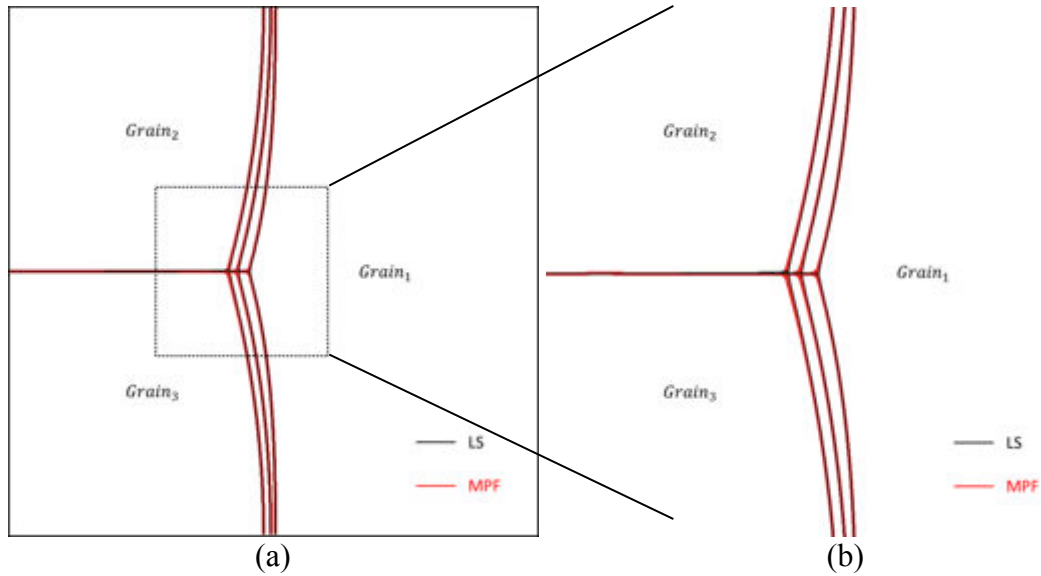 Grain₂
Grain₁
Grain₃
LS
MPF
(a)
Grain₂
Grain₁
Grain₃
LS
MPF
(b)